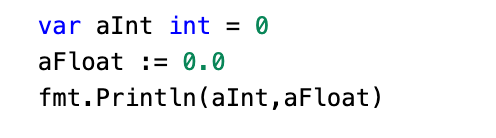 var aInt int = 0
aFloat := 0.0
fmt.Println(aInt,aFloat)